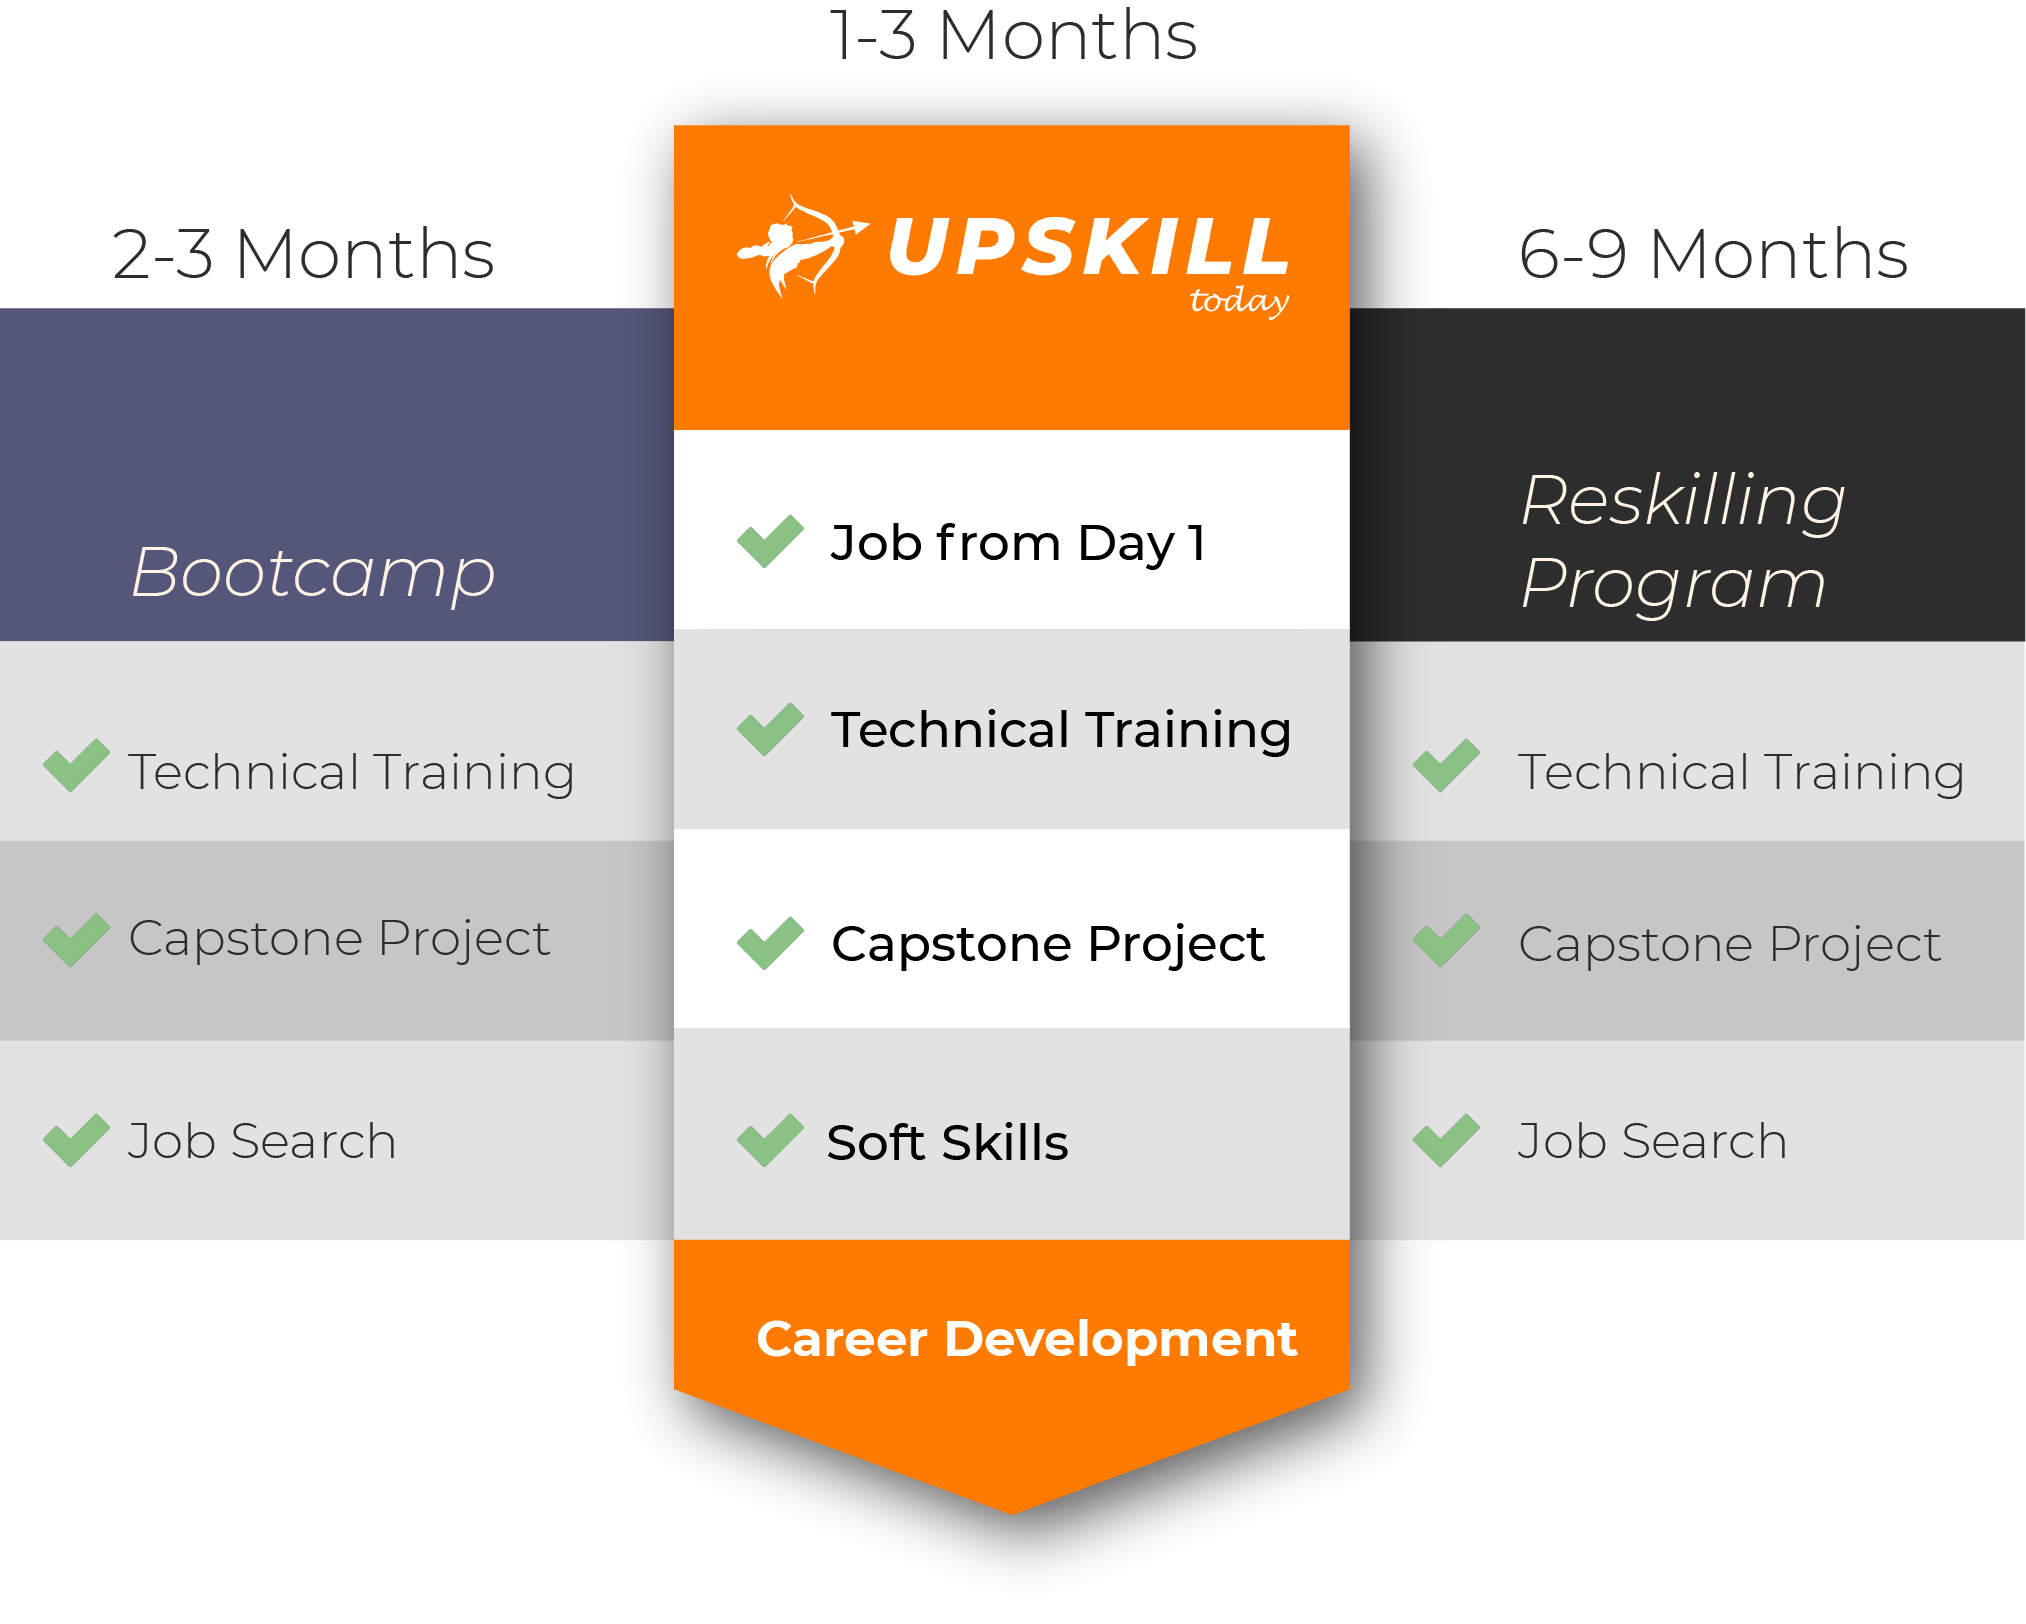 1-3 Months
UPSKILL
today
Job from Day 1
Technical Training
Capstone Project
Soft Skills
Career Development
2-3 Months
Bootcamp
Technical Training
Capstone Project
Job Search
6-9 Months
Reskilling
Program
Technical Training
Capstone Project
Job Search